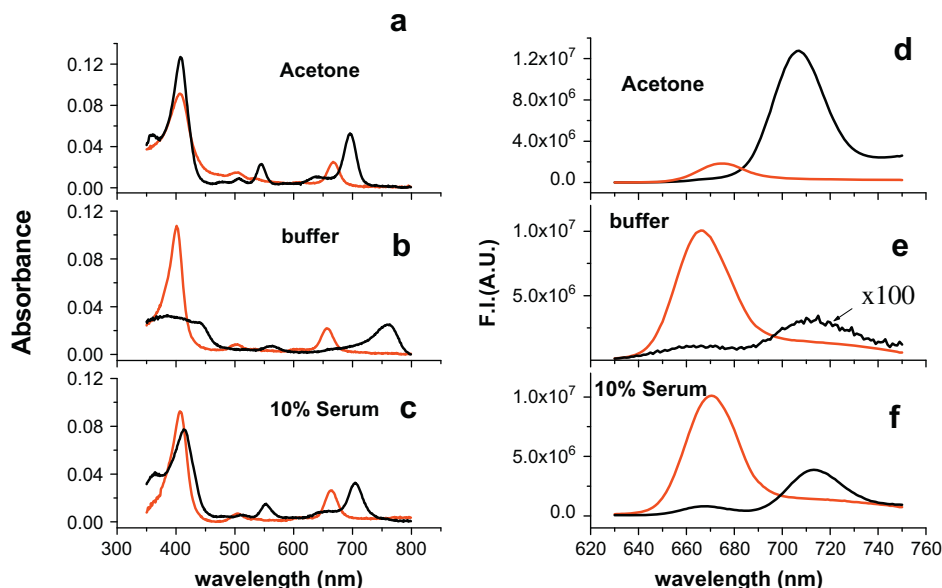 a
Acetone
0.12
0.08
0.04
0.00
b
buffer
0.12
0.08
0.04
0.00
c
10% Serum
0.12
0.08
0.04
0.00
300 400 500 600 700 800
wavelength (nm)
Absorbance
d
Acetone
1.2x10⁷
8.0x10⁶
4.0x10⁶
0.0
e
buffer
x100
1.0x10⁷
5.0x10⁶
f
10% Serum
1.0x10⁷
5.0x10⁶
0.0
620 640 660 680 700 720 740 760
wavelength (nm)
F.I.(A.U.)